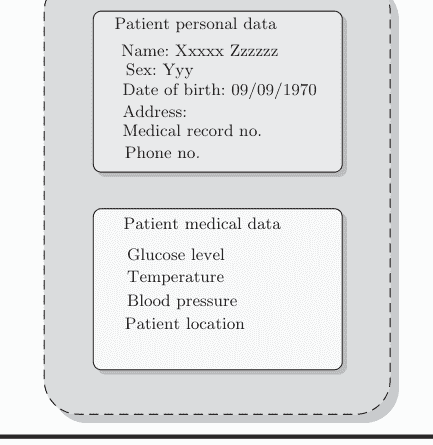 Patient personal data
Name: Xxxxx Zzzzzz
Sex: Yyy
Date of birth: 09/09/1970
Address:
Medical record no.
Phone no.
Patient medical data
Glucose level
Temperature
Blood pressure
Patient location